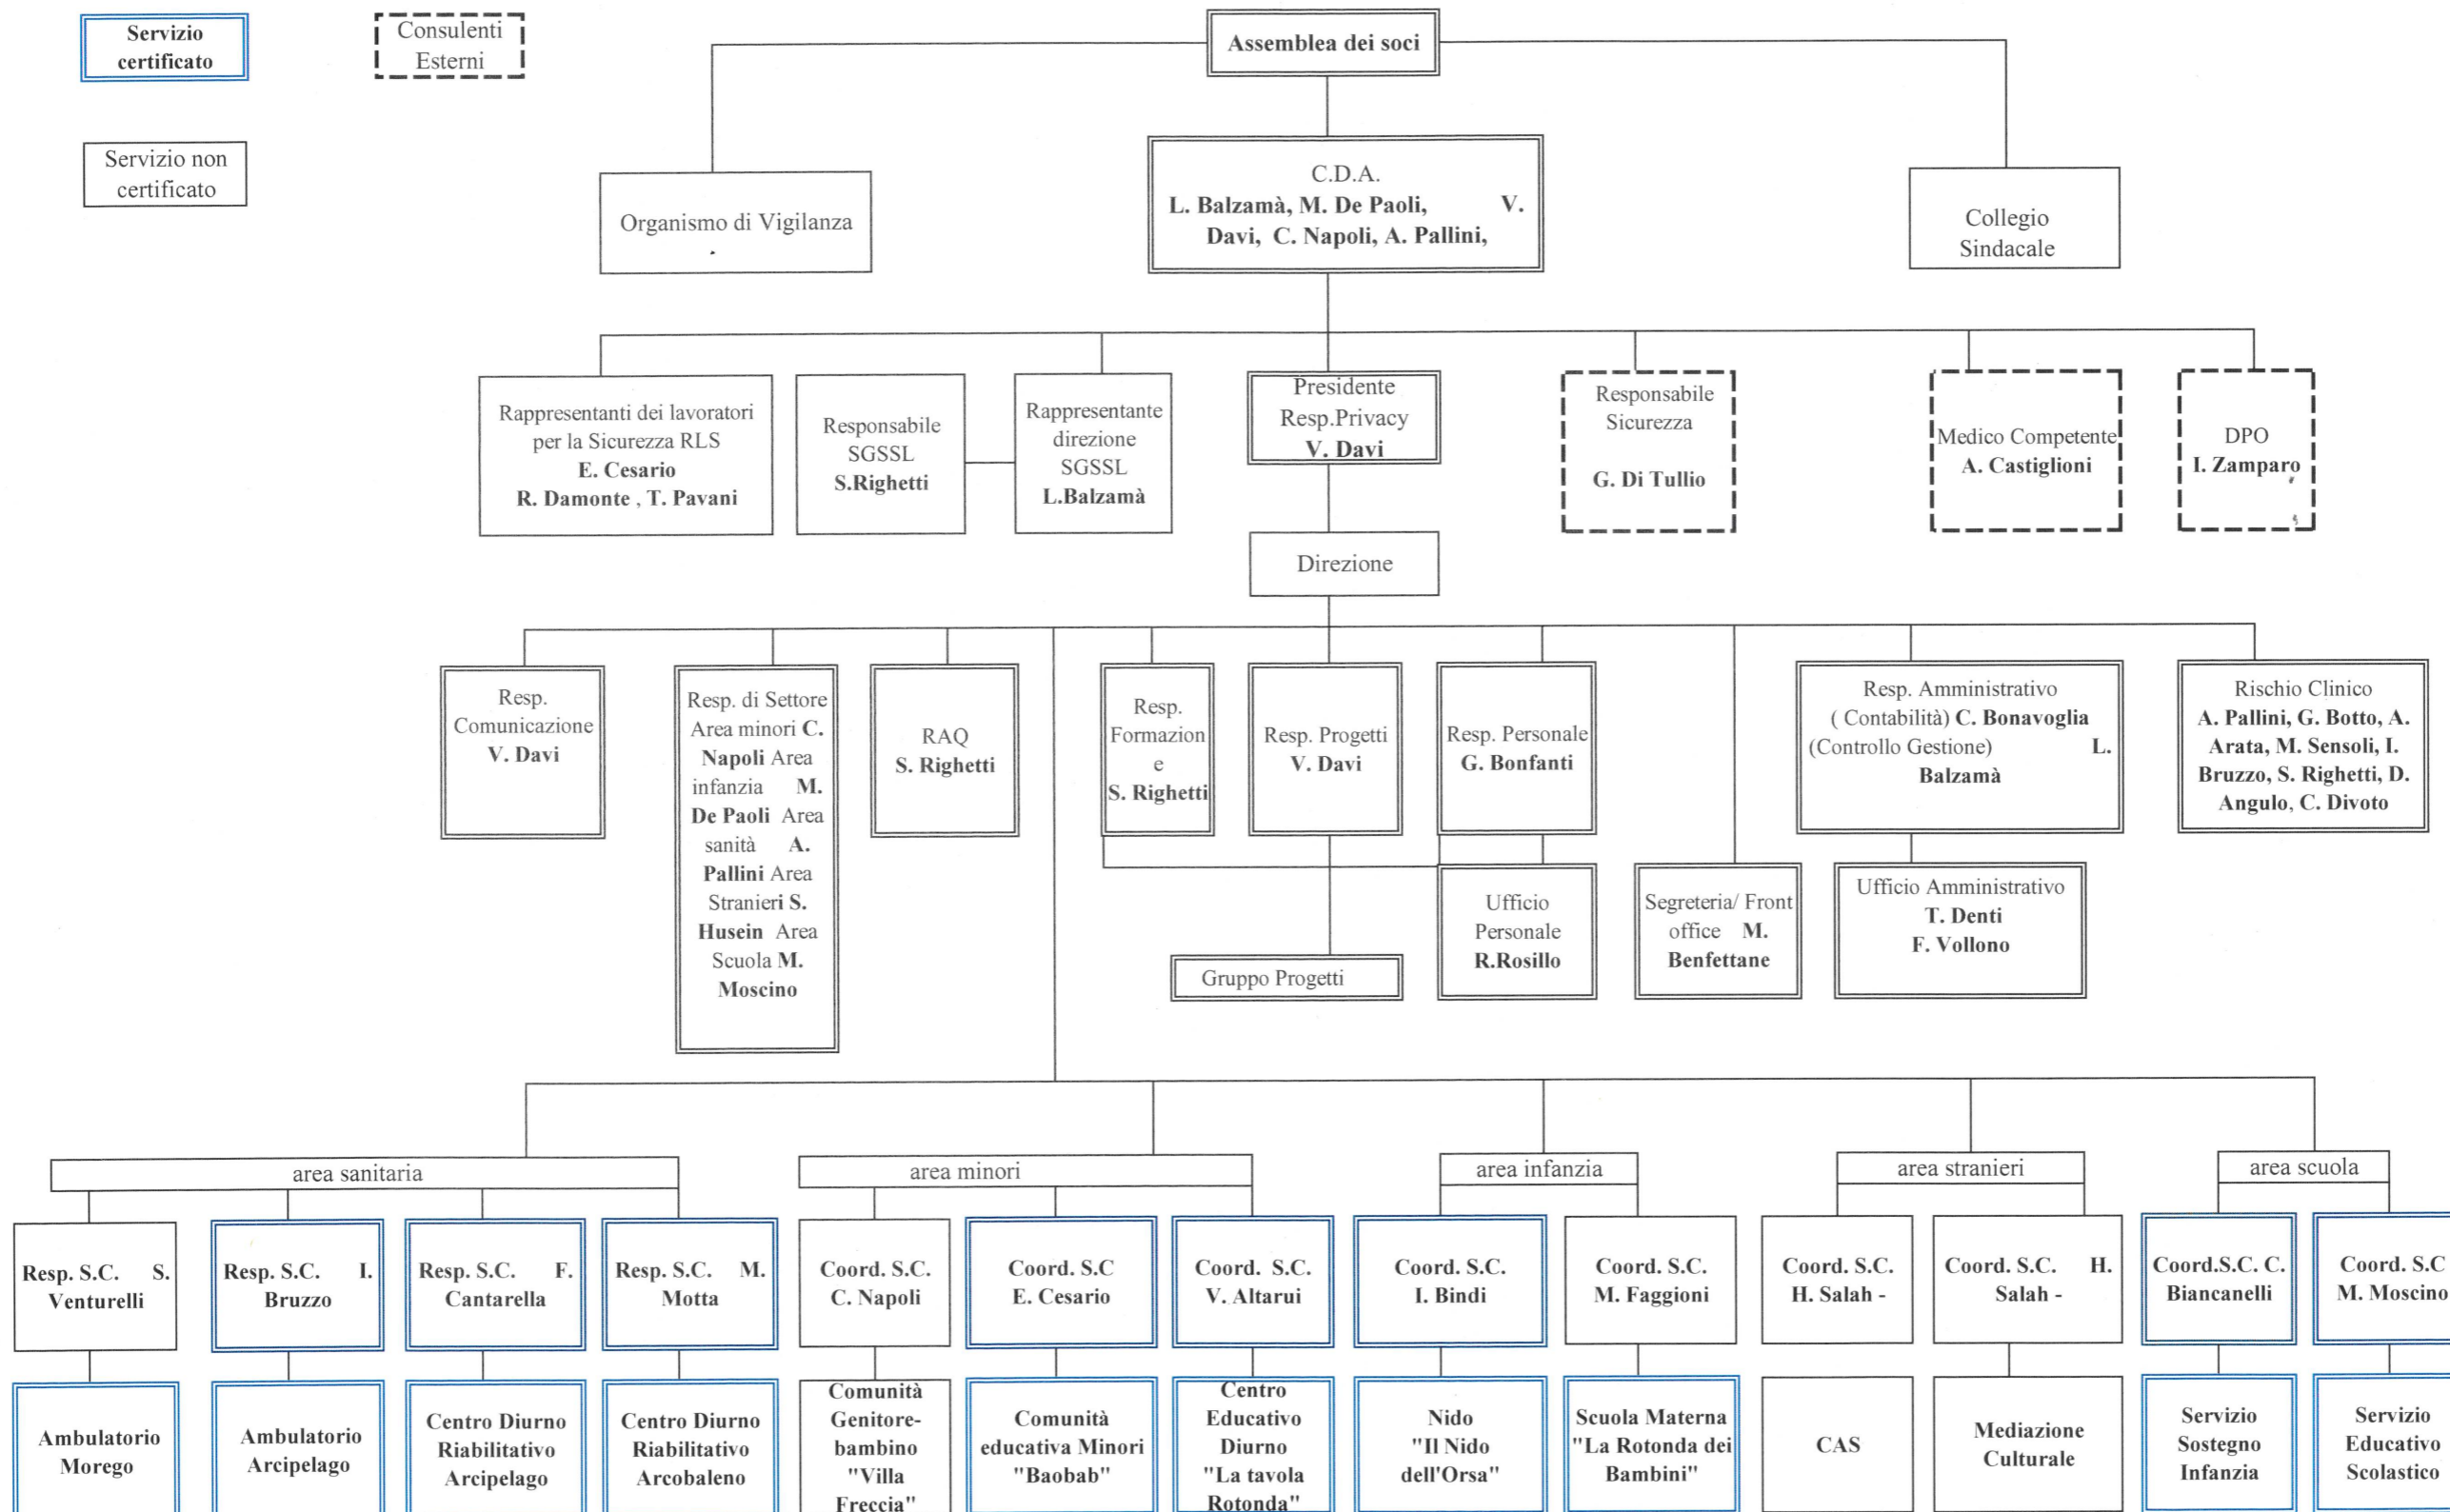 Servizio
certificato
Consulenti
Esterni
Servizio non
certificato
Assemblea dei soci
Organismo di Vigilanza
C.D.A.
L. Balzamà, M. De Paoli, V.
Davi, C. Napoli, A. Pallini,
Collegio
Sindacale
Rappresentanti dei lavoratori
per la Sicurezza RLS
E. Cesario
R. Damonte , T. Pavani
Responsabile
SGSSL
S.Righetti
Rappresentante
direzione
SGSSL
L.Balzamà
Presidente
Resp.Privacy
V. Davi
Responsabile
Sicurezza
G. Di Tullio
Medico Competente
A. Castiglioni
DPO
I. Zamparo
Direzione
Resp.
Comunicazione
V. Davi
Resp. di Settore
Area minori C.
Napoli Area
infanzia M.
De Paoli Area
sanità A.
Pallini Area
Stranieri S.
Husein Area
Scuola M.
Moscino
RAQ
S. Righetti
Resp.
Formazion
e
S. Righetti
Resp. Progetti
V. Davi
Resp. Personale
G. Bonfanti
Resp. Amministrativo
( Contabilità) C. Bonavoglia
(Controllo Gestione) L.
Balzamà
Rischio Clinico
A. Pallini, G. Botto, A.
Arata, M. Sensoli, I.
Bruzzo, S. Righetti, D.
Angulo, C. Divoto
Gruppo Progetti
Ufficio
Personale
R.Rosillo
Segreteria/ Front
office M.
Benfettane
Ufficio Amministrativo
T. Denti
F. Vollono
area sanitaria
area minori
area infanzia
area stranieri
area scuola
Resp. S.C. S.
Venturelli
Resp. S.C. I.
Bruzzo
Resp. S.C. F.
Cantarella
Resp. S.C. M.
Motta
Coord. S.C.
C. Napoli
Coord. S.C
E. Cesario
Coord. S.C.
V. Altarui
Coord. S.C.
I. Bindi
Coord. S.C.
M. Faggioni
Coord. S.C.
H. Salah -
Coord. S.C. H.
Salah -
Coord.S.C. C.
Biancanelli
Coord. S.C
M. Moscino
Ambulatorio
Morego
Ambulatorio
Arcipelago
Centro Diurno
Riabilitativo
Arcipelago
Centro Diurno
Riabilitativo
Arcobaleno
Comunità
Genitore-
bambino
"Villa
Freccia"
Comunità
educativa Minori
"Baobab"
Centro
Educativo
Diurno
"La tavola
Rotonda"
Nido
"Il Nido
dell'Orsa"
Scuola Materna
"La Rotonda dei
Bambini"
CAS
Mediazione
Culturale
Servizio
Sostegno
Infanzia
Servizio
Educativo
Scolastico